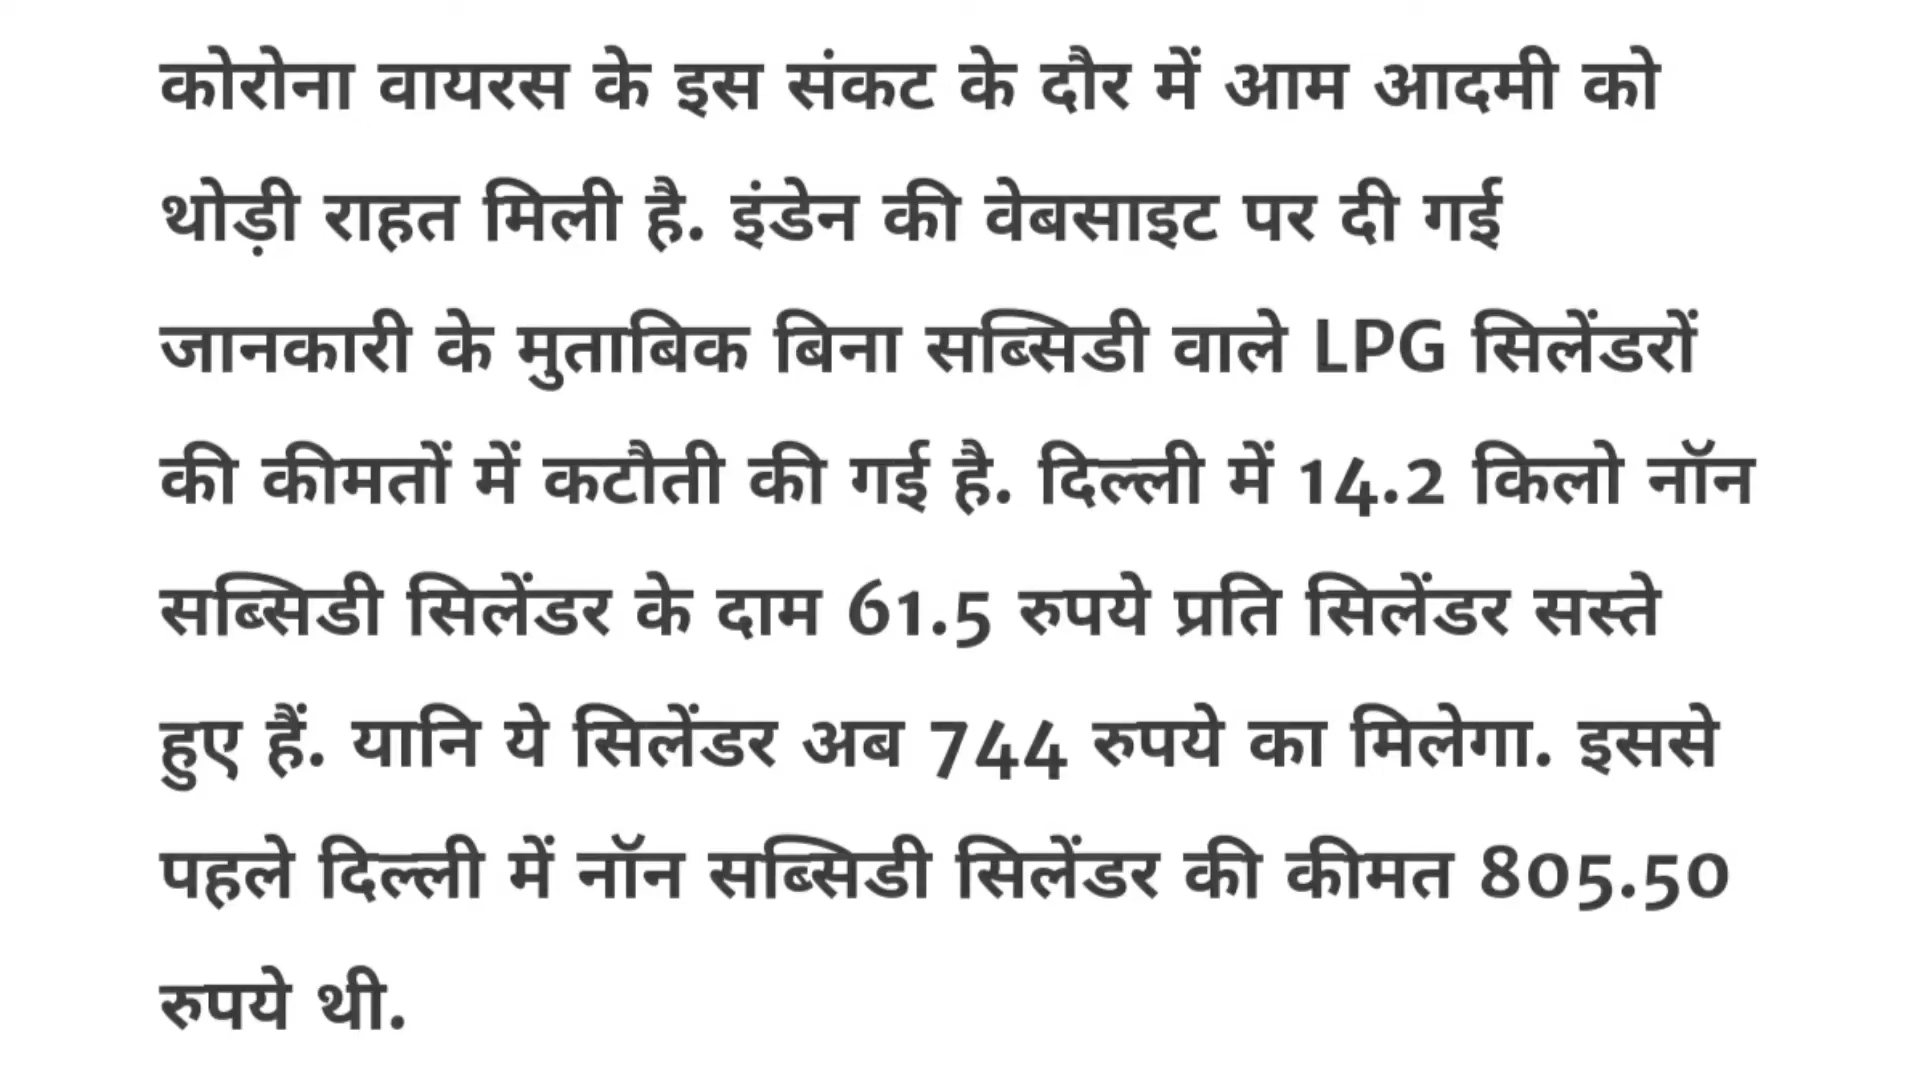 कोरोना वायरस के इस संकट के दौर में आम आदमी को
थोड़ी राहत मिली है. इंडेन की वेबसाइट पर दी गई
जानकारी के मुताबिक बिना सब्सिडी वाले LPG सिलेंडरों
की कीमतों में कटौती की गई है. दिल्ली में 14.2 किलो नॉन
सब्सिडी सिलेंडर के दाम 61.5 रुपये प्रति सिलेंडर सस्ते
हुए हैं. यानि ये सिलेंडर अब 744 रुपये का मिलेगा. इससे
पहले दिल्ली में नॉन सब्सिडी सिलेंडर की कीमत 805.50
रुपये थी.